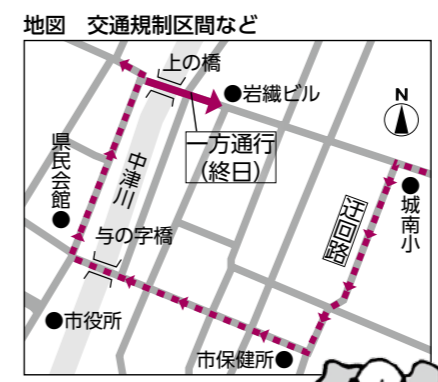 地図 交通規制区間など
上の橋
●岩繊ビル
N
一方通行
（終日）
県民会館
中津川
迂回路
城南小
与の字橋
●市役所
市保健所●